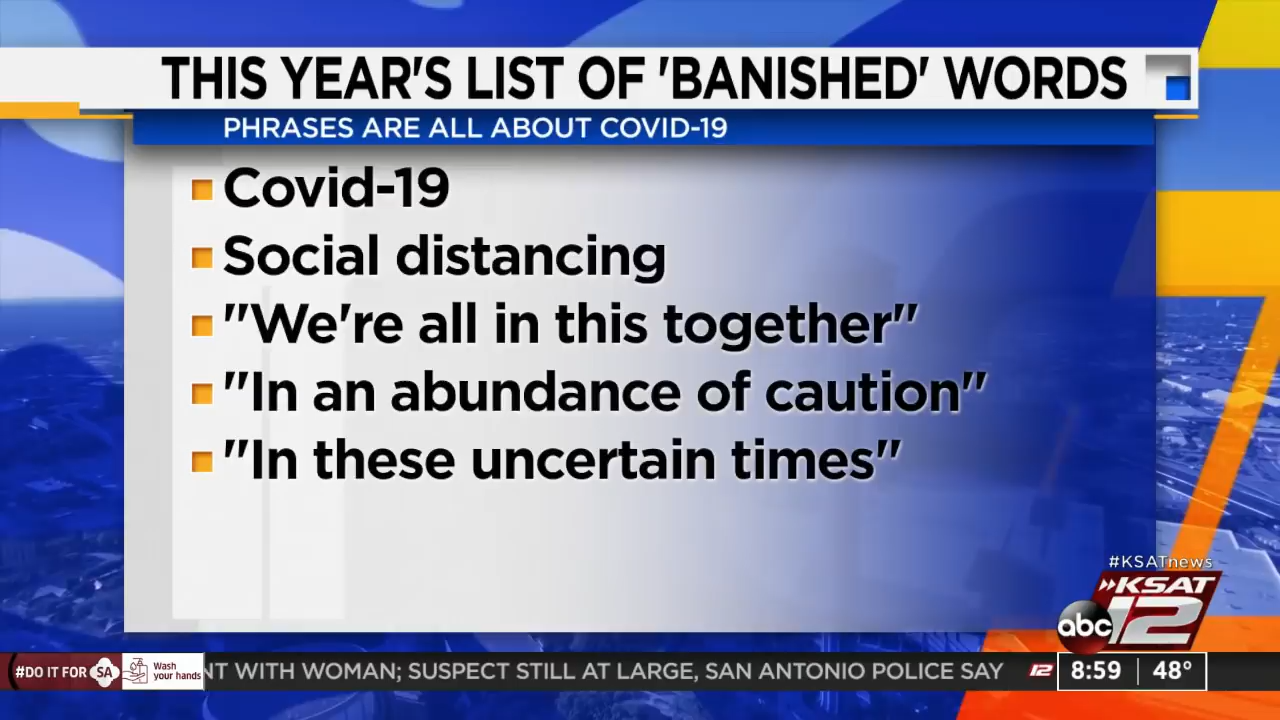 THIS YEAR'S LIST OF 'BANISHED' WORDS
PHRASES ARE ALL ABOUT COVID-19
Covid-19
Social distancing
"We're all in this together"
"In an abundance of caution"
"In these uncertain times"
#KSATnews
KSAT
abc 12
#DO IT FOR SA Wash your hands NT WITH WOMAN; SUSPECT STILL AT LARGE, SAN ANTONIO POLICE SAY 12 8:59 48°